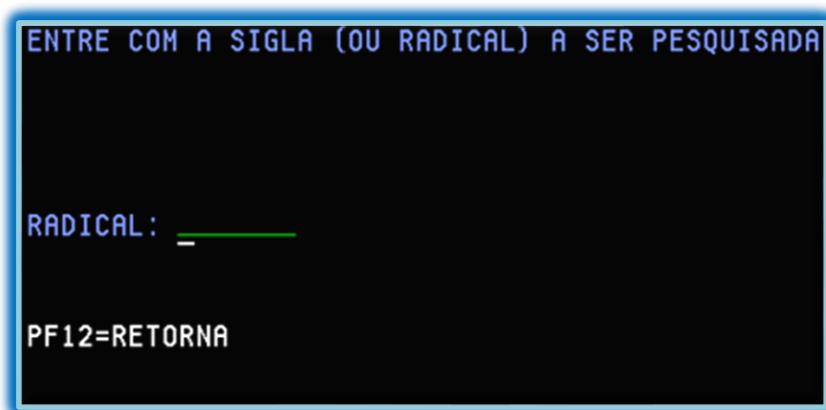 ENTRE COM A SIGLA (OU RADICAL) A SER PESQUISADA
RADICAL:
PF12=RETORNA